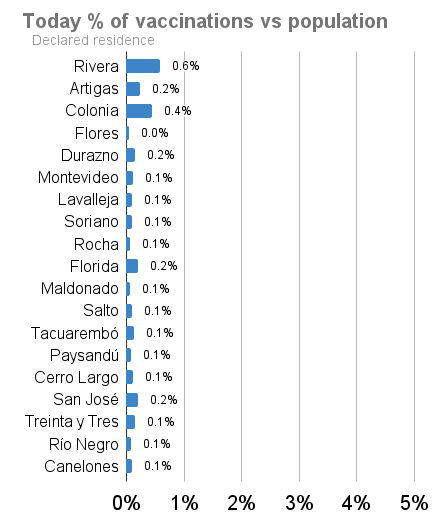 Today % of vaccinations vs population
Declared residence
Rivera 0.6%
Artigas 0.2%
Colonia 0.4%
Flores 0.0%
Durazno 0.2%
Montevideo 0.1%
Lavalleja 0.1%
Soriano 0.1%
Rocha 0.1%
Florida 0.2%
Maldonado 0.1%
Salto 0.1%
Tacuarembó 0.1%
Paysandú 0.1%
Cerro Largo 0.1%
San José 0.2%
Treinta y Tres 0.1%
Río Negro 0.1%
Canelones 0.1%
0% 1% 2% 3% 4% 5%